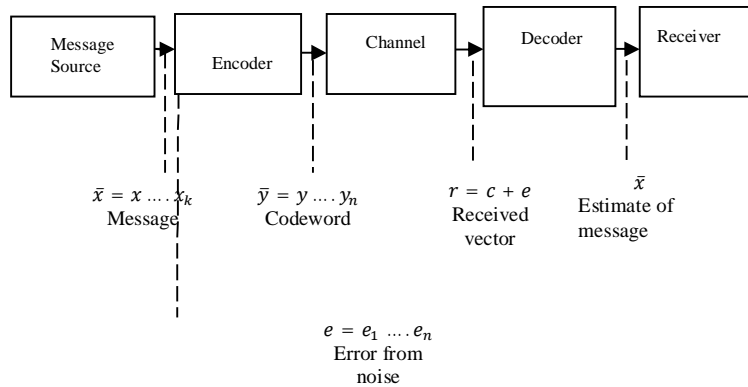 Message
Source
Encoder
Channel
Decoder
Receiver
x̄ = x …. x_k
Message
ȳ = y …. y_n
Codeword
r = c + e
Received
vector
x̄
Estimate of
message
e = e_1 …. e_n
Error from
noise